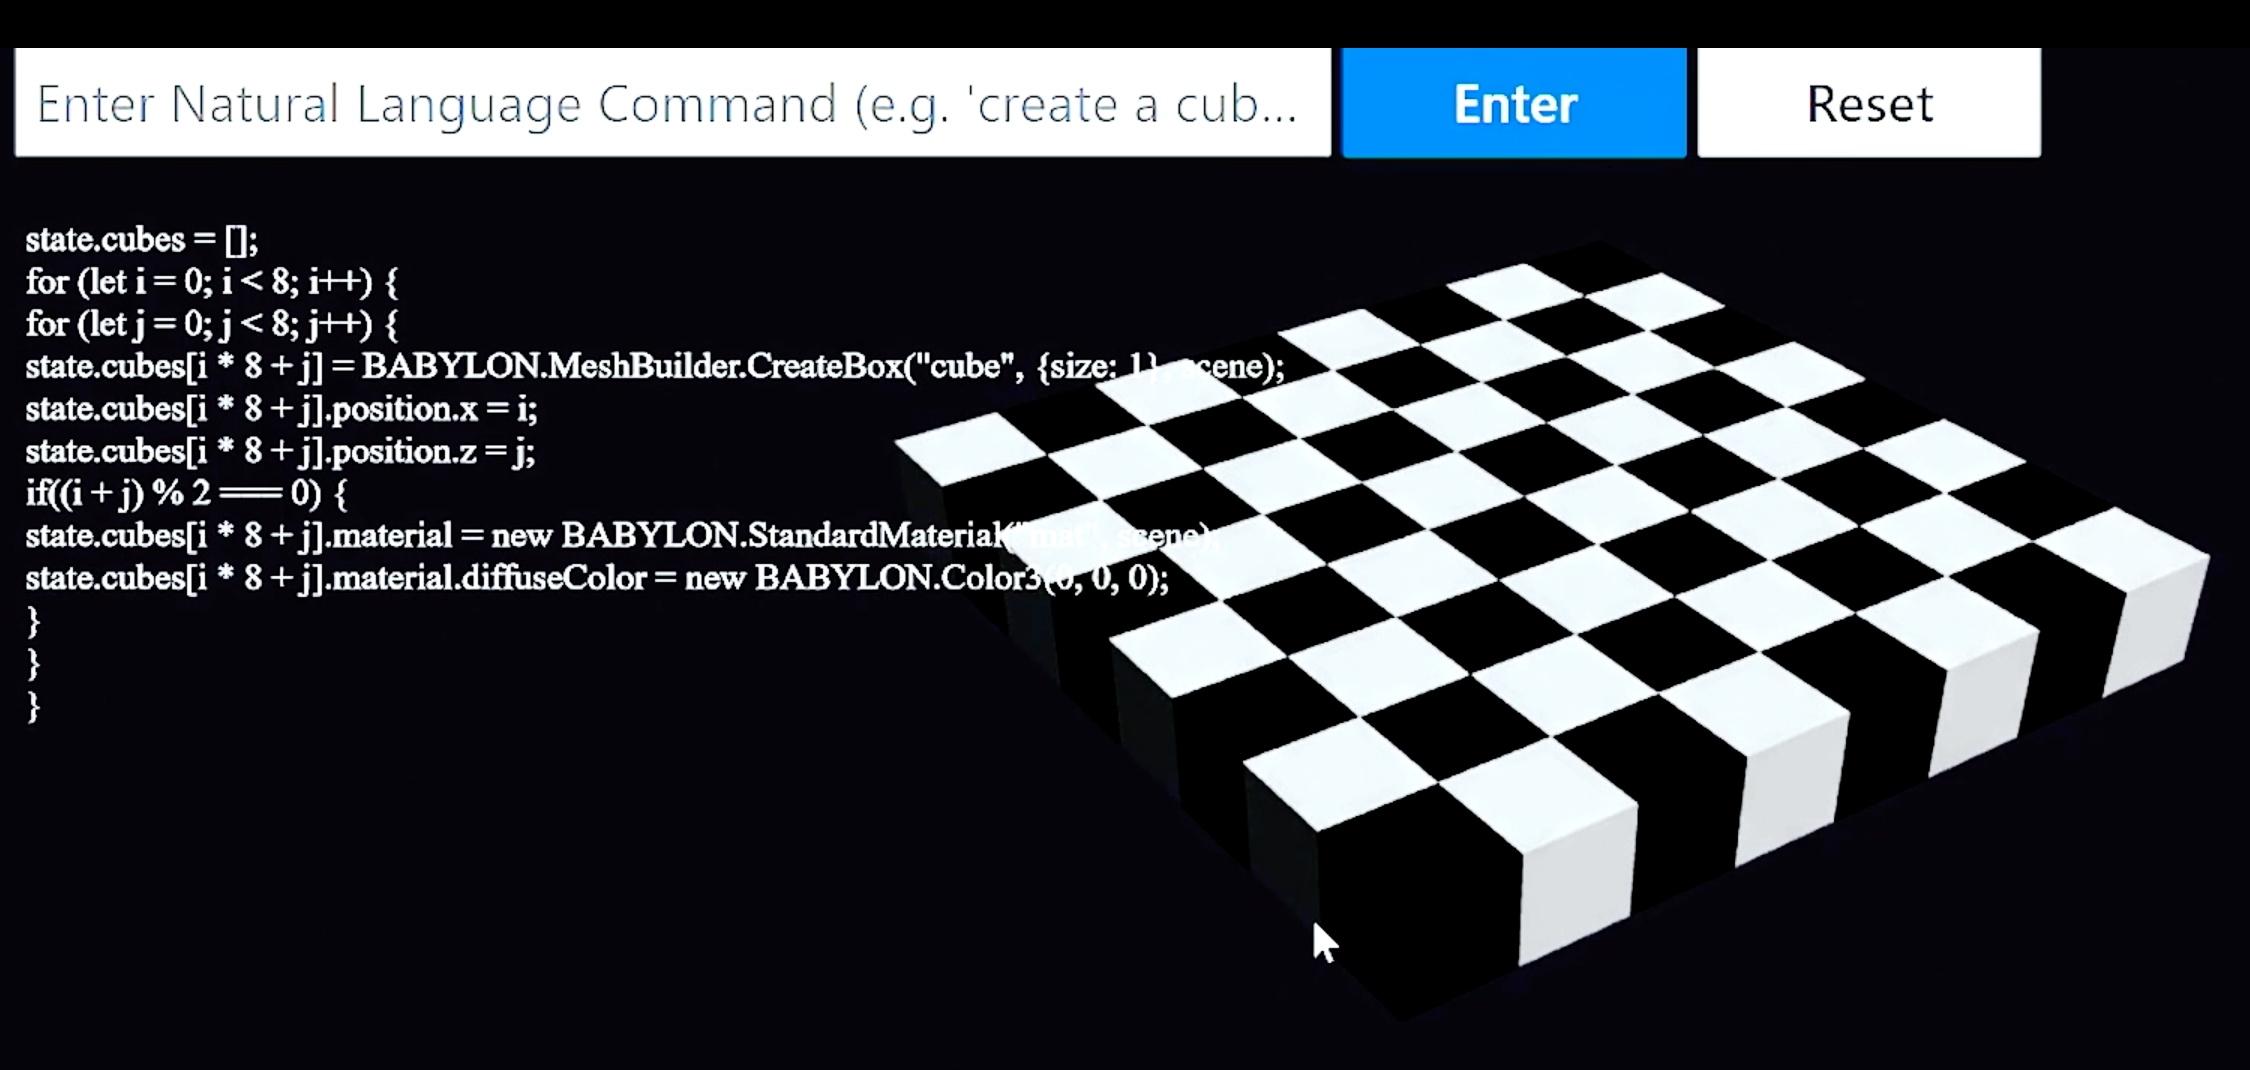 Enter Natural Language Command (e.g. 'create a cub...
Enter
Reset
state.cubes = [];
for (let i = 0; i < 8; i++) {
for (let j = 0; j < 8; j++) {
state.cubes[i * 8 + j] = BABYLON.MeshBuilder.CreateBox("cube", {size: 1}, scene);
state.cubes[i * 8 + j].position.x = i;
state.cubes[i * 8 + j].position.z = j;
if((i + j) % 2 === 0) {
state.cubes[i * 8 + j].material = new BABYLON.StandardMaterial("mat", scene);
state.cubes[i * 8 + j].material.diffuseColor = new BABYLON.Color3(0, 0, 0);
}
}
}